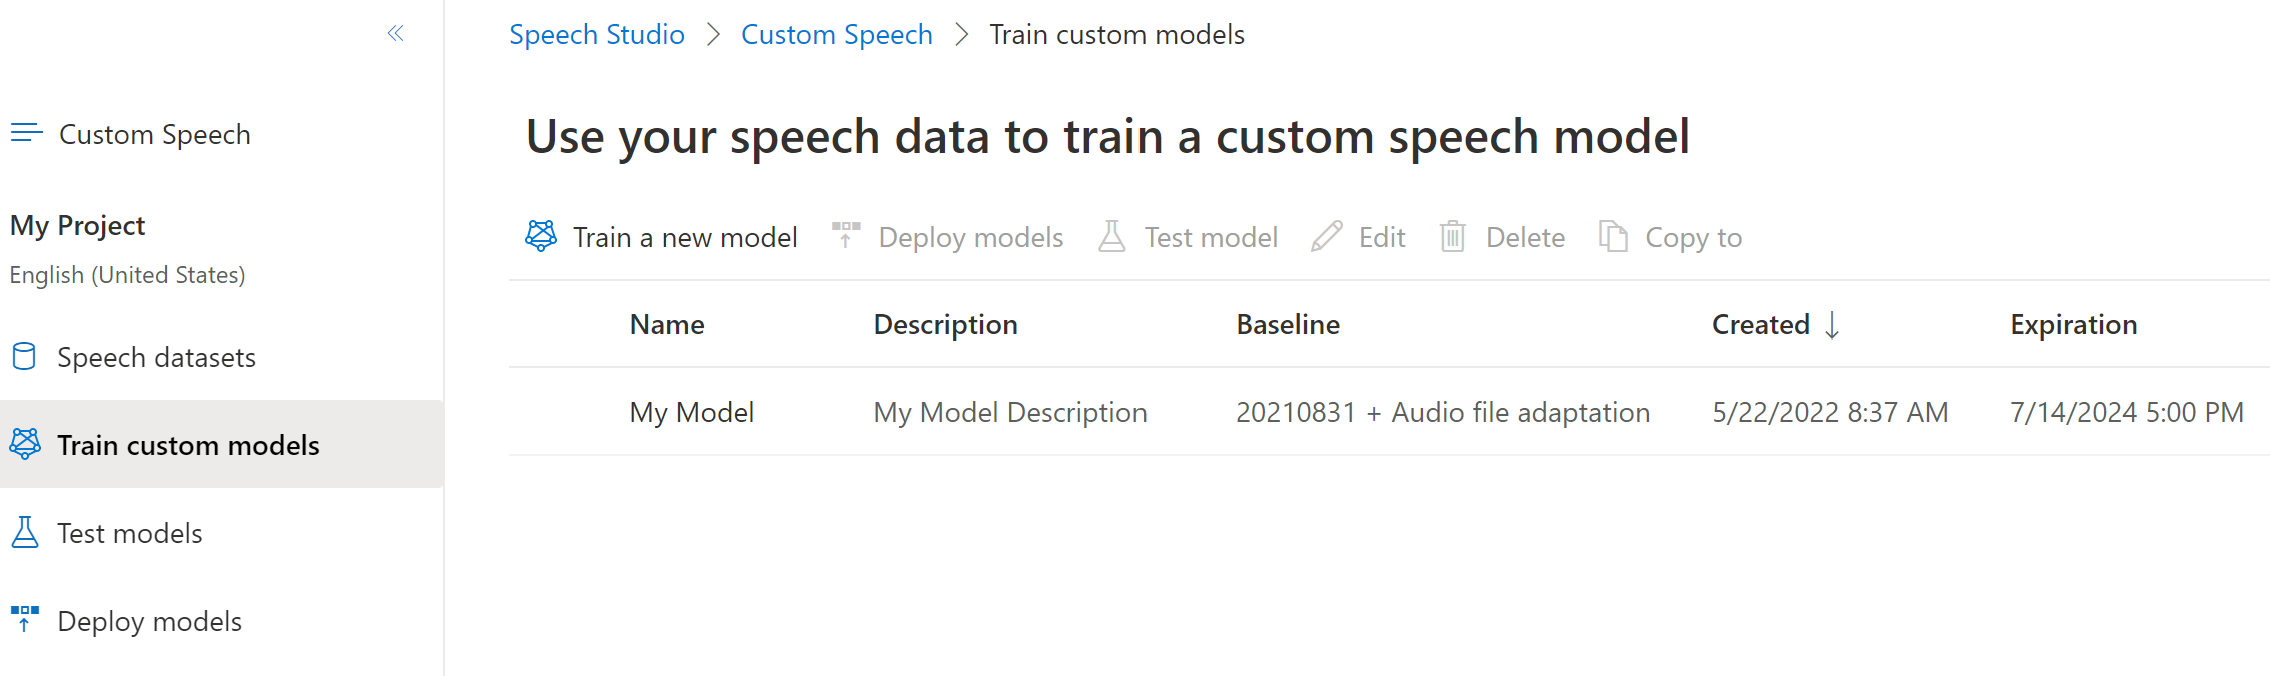 Speech Studio > Custom Speech > Train custom models
Custom Speech
My Project
English (United States)
Speech datasets
Train custom models
Test models
Deploy models
Use your speech data to train a custom speech model
Train a new model Deploy models Test model Edit Delete Copy to
Name Description Baseline Created ↓ Expiration
My Model My Model Description 20210831 + Audio file adaptation 5/22/2022 8:37 AM 7/14/2024 5:00 PM